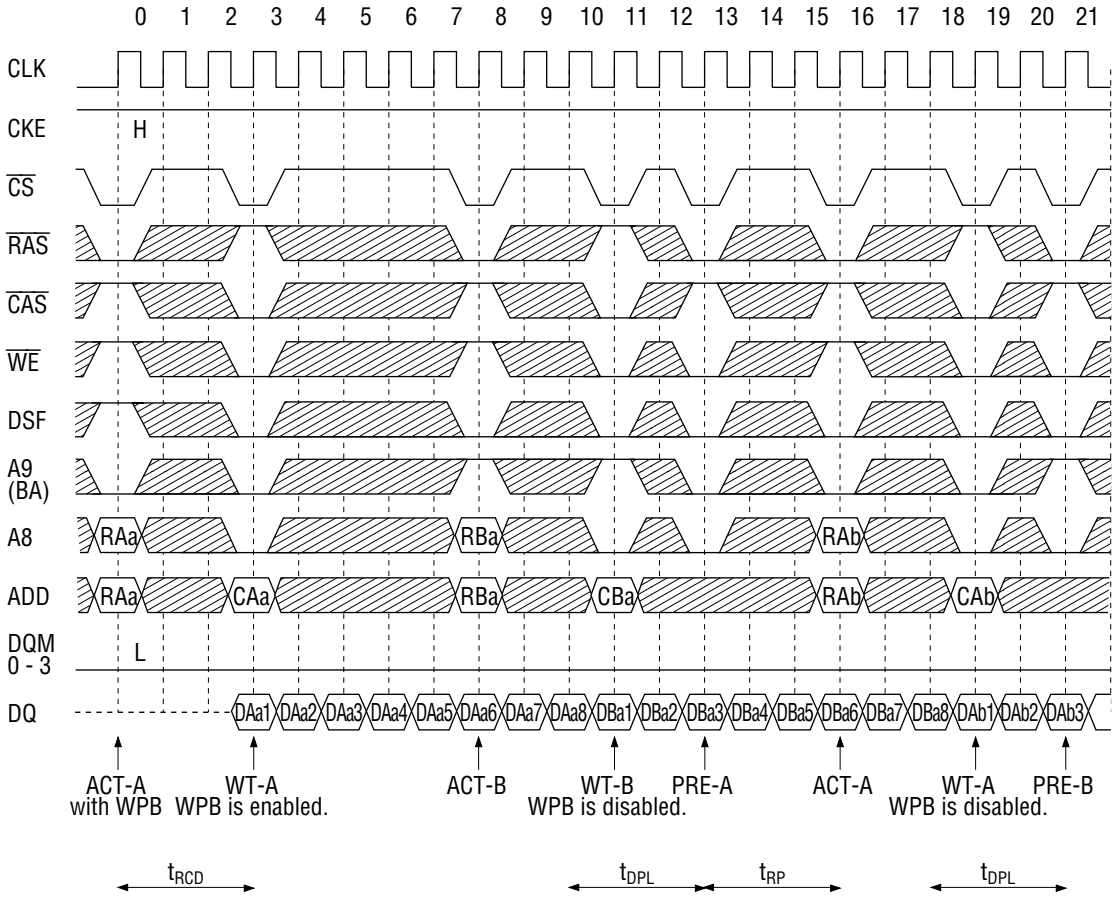 0 1 2 3 4 5 6 7 8 9 10 11 12 13 14 15 16 17 18 19 20 21
CLK
CKE H
CS
RAS
CAS
WE
DSF
A9
(BA)
A8 RAa RBa RAb
ADD RAa CAa RBa CBa RAb CAb
DQM
0 - 3 L
DQ DAa1 DAa2 DAa3 DAa4 DAa5 DAa6 DAa7 DAa8 DBa1 DBa2 DBa3 DBa4 DBa5 DBa6 DBa7 DBa8 DAb1 DAb2 DAb3
ACT-A WT-A ACT-B WT-B PRE-A ACT-A WT-A PRE-B
with WPB WPB is enabled. WPB is disabled. WPB is disabled.
tRCD tDPL tRP tDPL